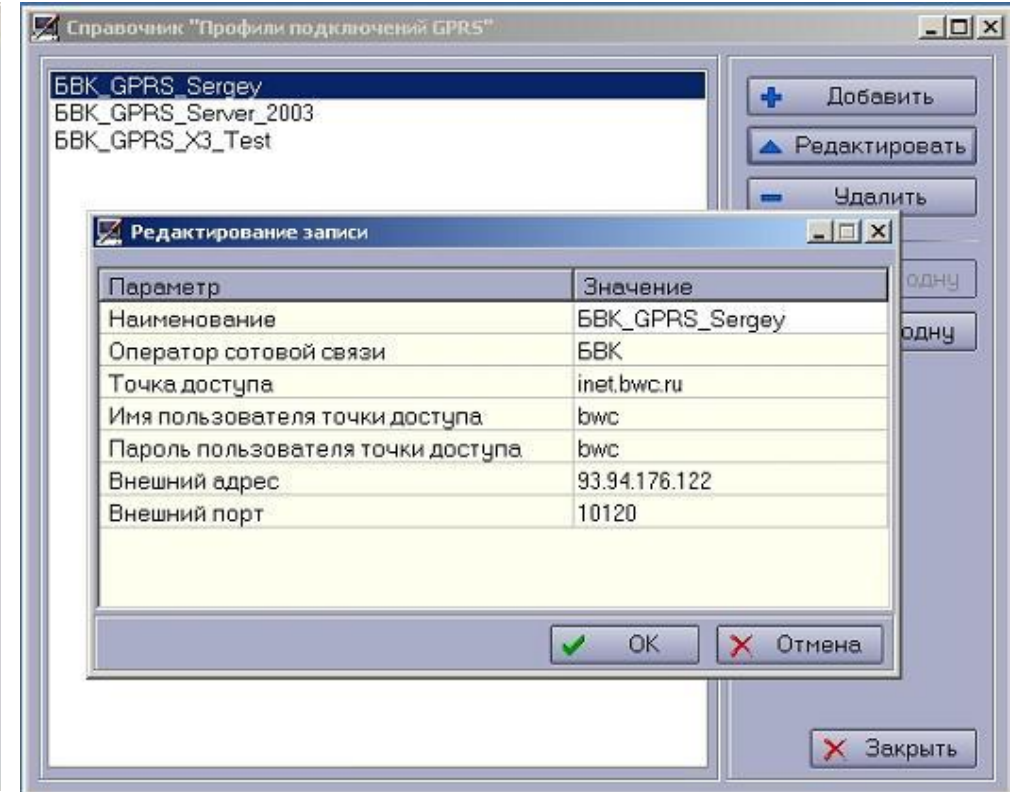 Справочник "Профили подключений GPRS"
БВК_GPRS_Sergey
БВК_GPRS_Server_2003
БВК_GPRS_X3_Test
Добавить
Редактировать
Удалить
одну
одну
Редактирование записи
Параметр Значение
Наименование БВК_GPRS_Sergey
Оператор сотовой связи БВК
Точка доступа inet.bwc.ru
Имя пользователя точки доступа bwc
Пароль пользователя точки доступа bwc
Внешний адрес 93.94.176.122
Внешний порт 10120
OK
Отмена
Закрыть